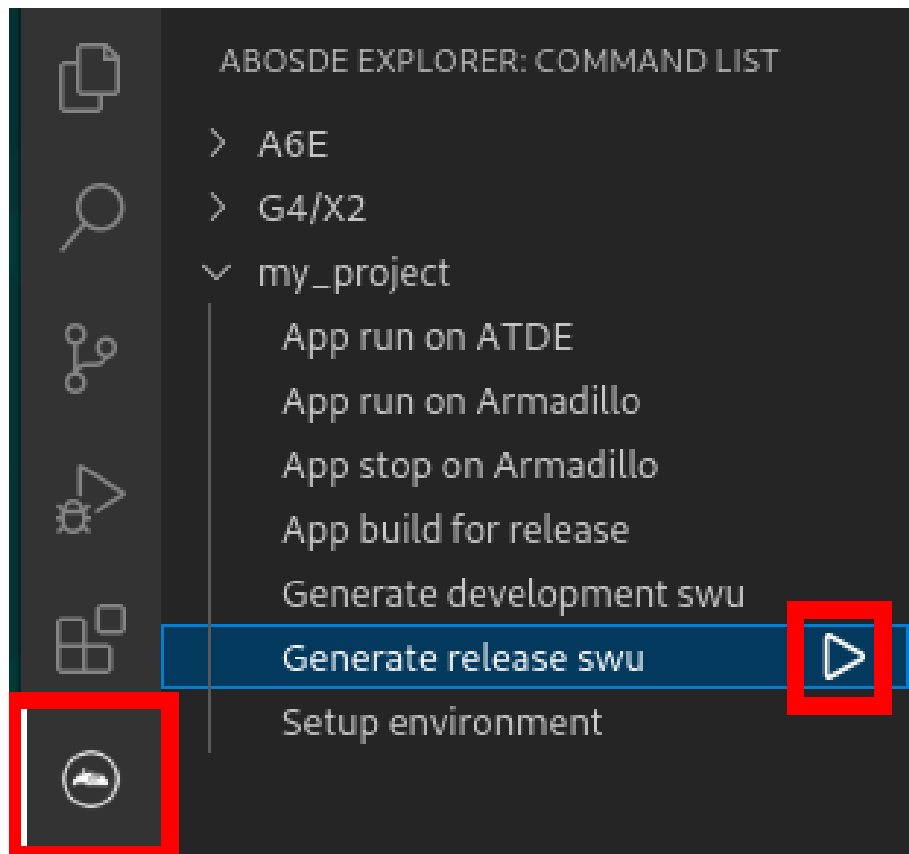 ABOSDE EXPLORER: COMMAND LIST
A6E
G4/X2
my_project
App run on ATDE
App run on Armadillo
App stop on Armadillo
App build for release
Generate development swu
Generate release swu
Setup environment